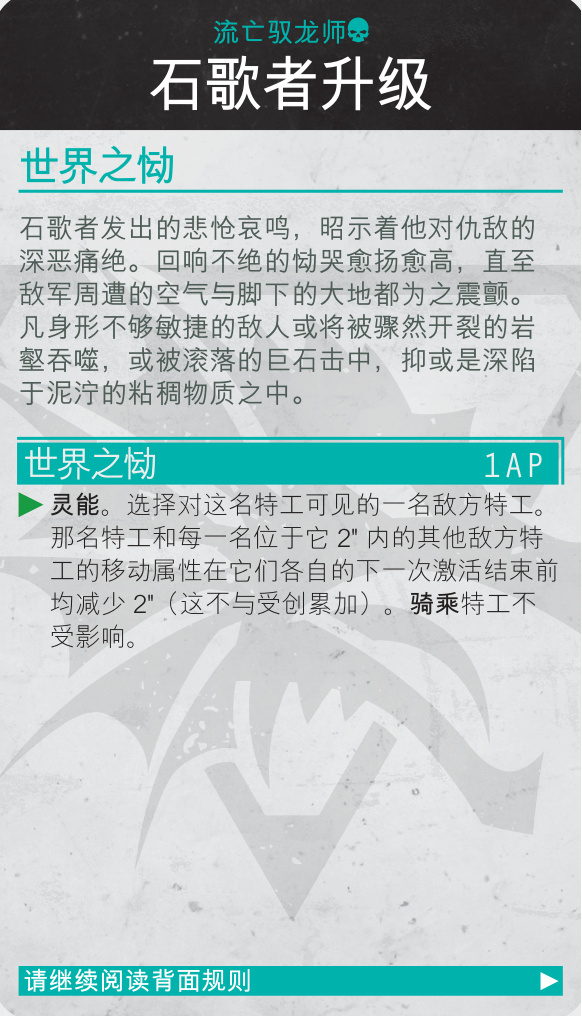 流亡驭龙师
石歌者升级
世界之恸
石歌者发出的悲怆哀鸣，昭示着他对仇敌的
深恶痛绝。回响不绝的恸哭愈扬愈高，直至
敌军周遭的空气与脚下的大地都为之震颤。
凡身形不够敏捷的敌人或将被骤然开裂的岩
壑吞噬，或被滚落的巨石击中，抑或是深陷
于泥泞的粘稠物质之中。
世界之恸 1AP
▶ 灵能。选择对这名特工可见的一名敌方特工。
那名特工和每一名位于它 2" 内的其他敌方特
工的移动属性在它们各自的下一次激活结束前
均减少 2"（这不与受创累加）。骑乘特工不
受影响。
请继续阅读背面规则 ▶